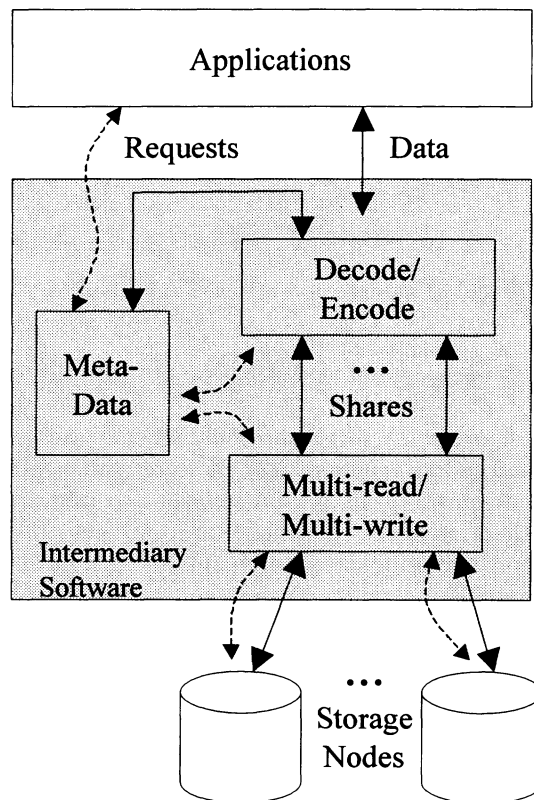 Applications
Requests
Data
Decode/
Encode
Meta-
Data
...
Shares
Multi-read/
Multi-write
Intermediary
Software
...
Storage
Nodes